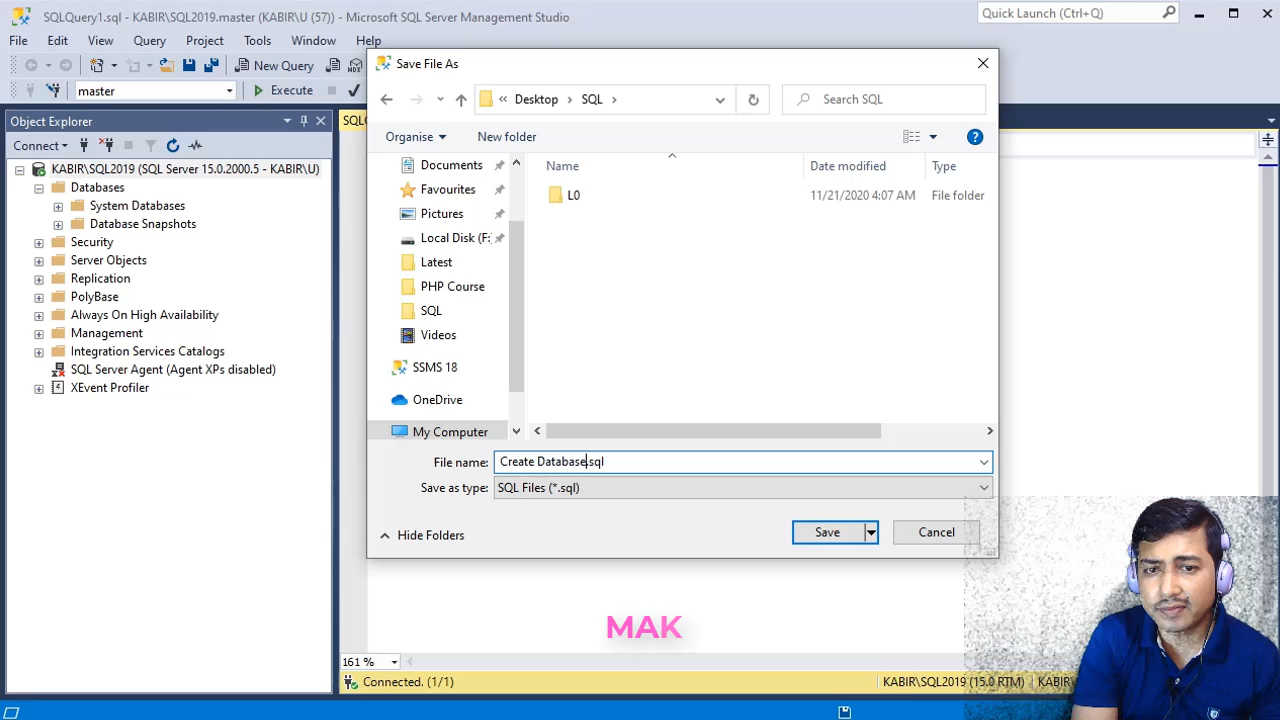 SQLQuery1.sql - KABIR\SQL2019.master (KABIR\U (57)) - Microsoft SQL Server Management Studio
Quick Launch (Ctrl+Q)
File Edit View Query Project Tools Window Help
New Query
master
Execute
Save File As
« Desktop › SQL ›
Search SQL
Organise
New folder
Object Explorer
Connect
KABIR\SQL2019 (SQL Server 15.0.2000.5 - KABIR\U)
Databases
System Databases
Database Snapshots
Security
Server Objects
Replication
PolyBase
Always On High Availability
Management
Integration Services Catalogs
SQL Server Agent (Agent XPs disabled)
XEvent Profiler
Documents
Favourites
Pictures
Local Disk (F:
Latest
PHP Course
SQL
Videos
SSMS 18
OneDrive
My Computer
Name Date modified Type
L0 11/21/2020 4:07 AM File folder
File name: Create Database.sql
Save as type: SQL Files (*.sql)
Hide Folders
Save
Cancel
MAK
161 %
Connected. (1/1)
KABIR\SQL2019 (15.0 RTM)